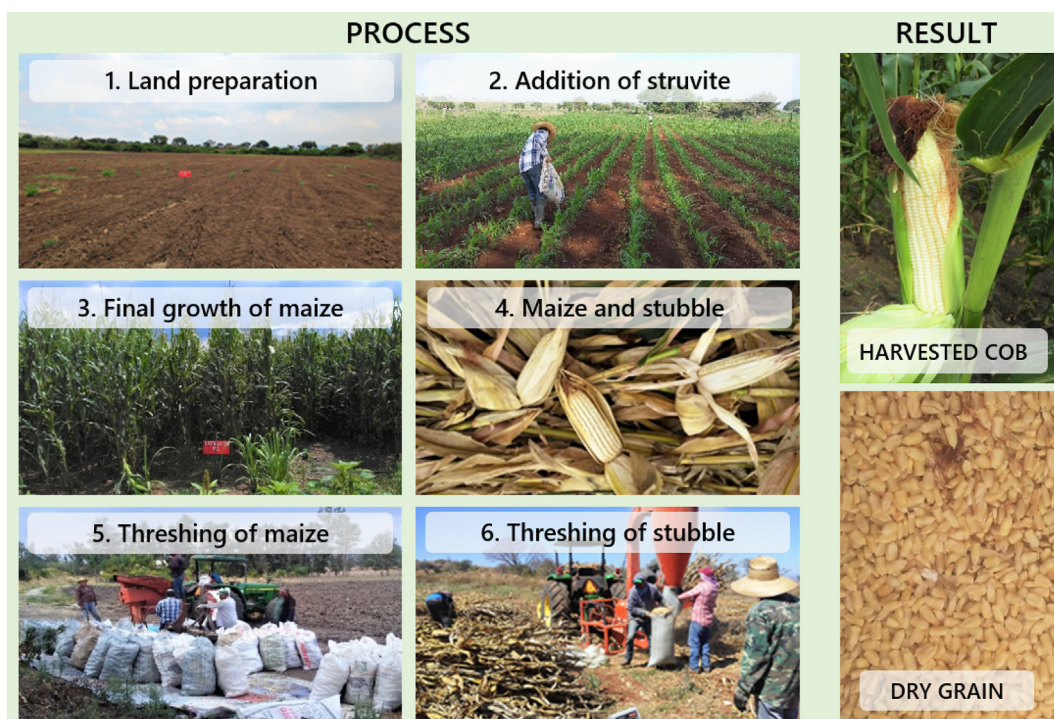 PROCESS
RESULT
1. Land preparation
2. Addition of struvite
3. Final growth of maize
4. Maize and stubble
HARVESTED COB
5. Threshing of maize
6. Threshing of stubble
DRY GRAIN